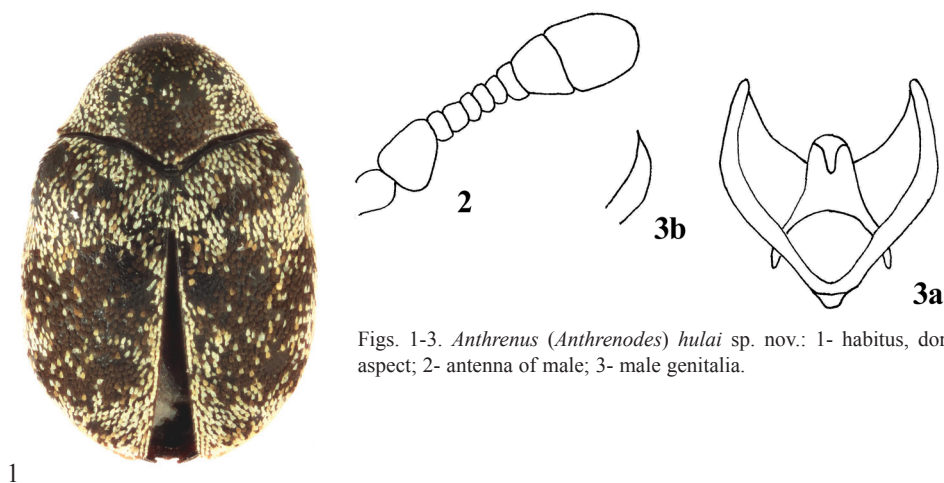 2
3b
3a
Figs. 1-3. Anthrenus (Anthrenodes) hulai sp. nov.: 1- habitus, dor
aspect; 2- antenna of male; 3- male genitalia.
1